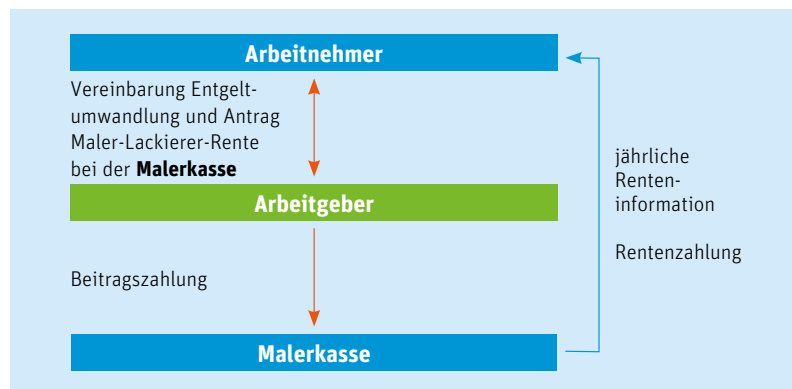 Arbeitnehmer
Vereinbarung Entgelt-
umwandlung und Antrag
Maler-Lackierer-Rente
bei der Malerkasse
Arbeitgeber
jährliche
Renten-
information
Rentenzahlung
Beitragszahlung
Malerkasse